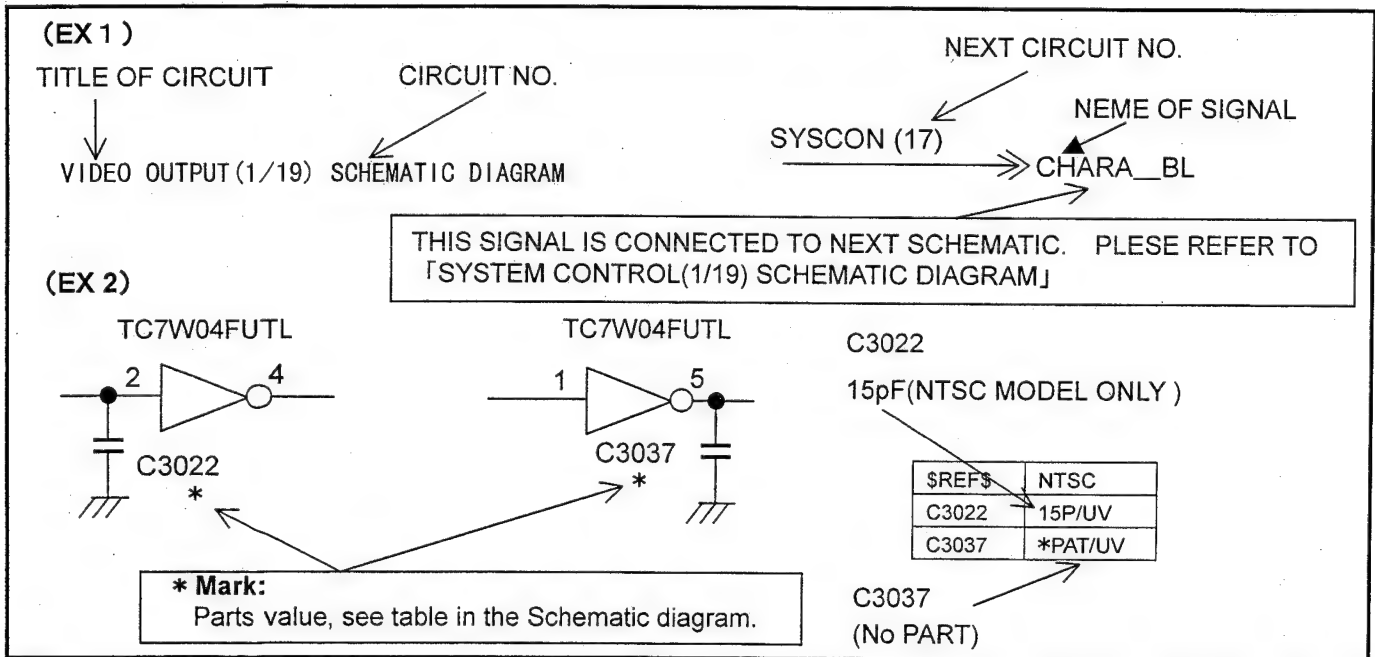 (EX 1)
TITLE OF CIRCUIT
CIRCUIT NO.
VIDEO OUTPUT(1/19) SCHEMATIC DIAGRAM
NEXT CIRCUIT NO.
NEME OF SIGNAL
SYSCON (17)
CHARA__BL
THIS SIGNAL IS CONNECTED TO NEXT SCHEMATIC. PLESE REFER TO
「SYSTEM CONTROL(1/19) SCHEMATIC DIAGRAM」
(EX 2)
TC7W04FUTL
2 4
C3022
*
TC7W04FUTL
1 5
C3037
*
* Mark:
Parts value, see table in the Schematic diagram.
C3022
15pF(NTSC MODEL ONLY )
$REF$ NTSC
C3022 15P/UV
C3037 *PAT/UV
C3037
(No PART)